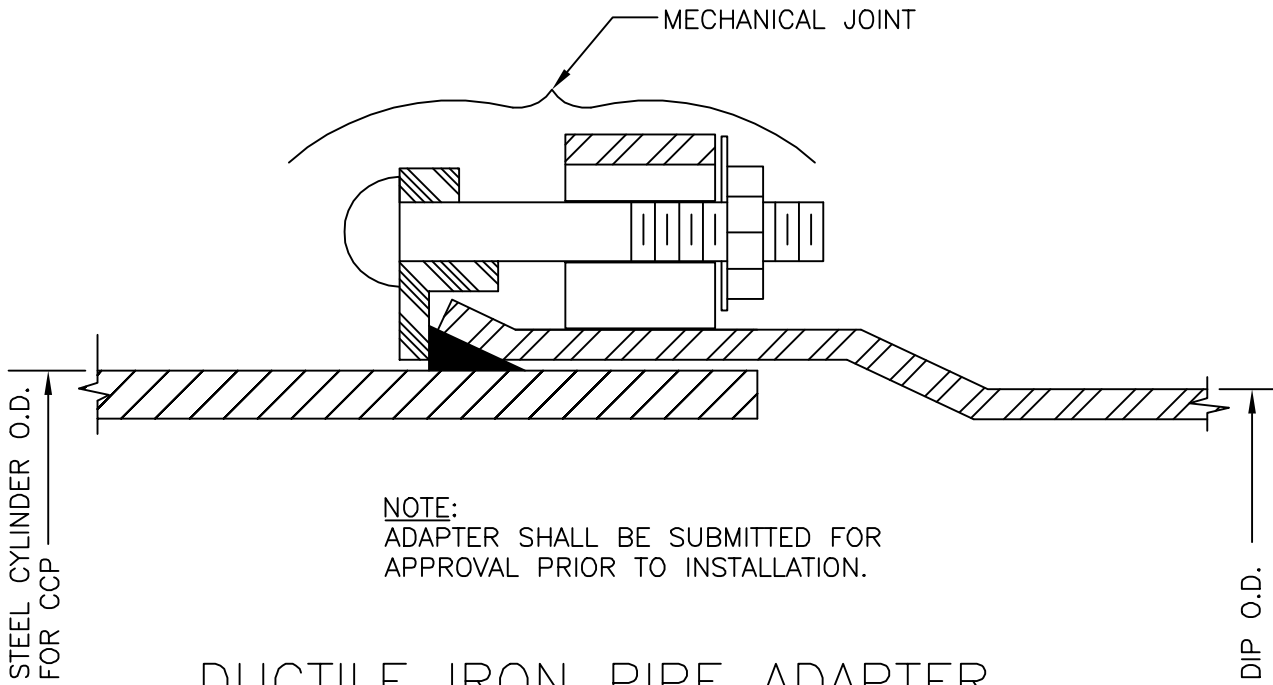 MECHANICAL JOINT
STEEL CYLINDER O.D.
FOR CCP
NOTE:
ADAPTER SHALL BE SUBMITTED FOR
APPROVAL PRIOR TO INSTALLATION.
DIP O.D.
DUCTILE IRON PIPE ADAPTER